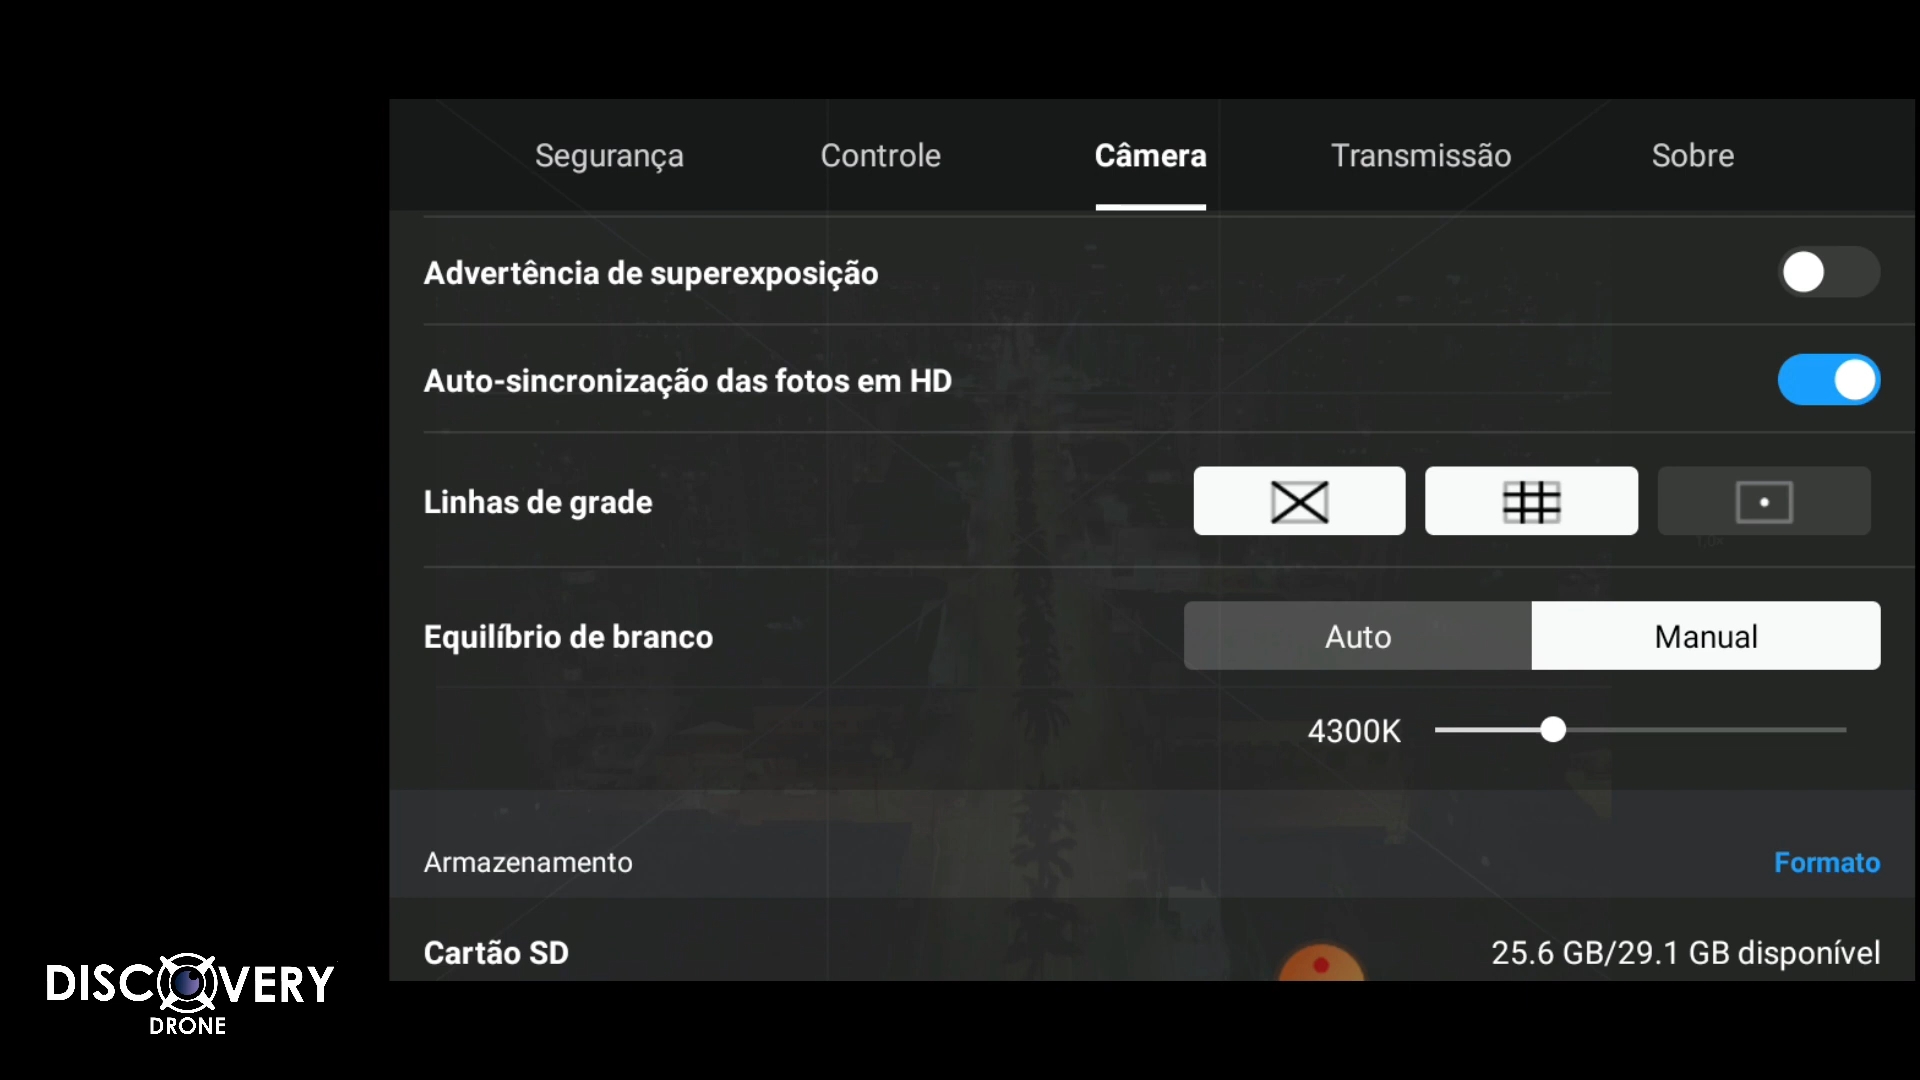 Segurança Controle Câmera Transmissão Sobre
Advertência de superexposição
Auto-sincronização das fotos em HD
Linhas de grade
Equilíbrio de branco Auto Manual
4300K
Armazenamento Formato
Cartão SD 25.6 GB/29.1 GB disponível
DISCOVERY
DRONE